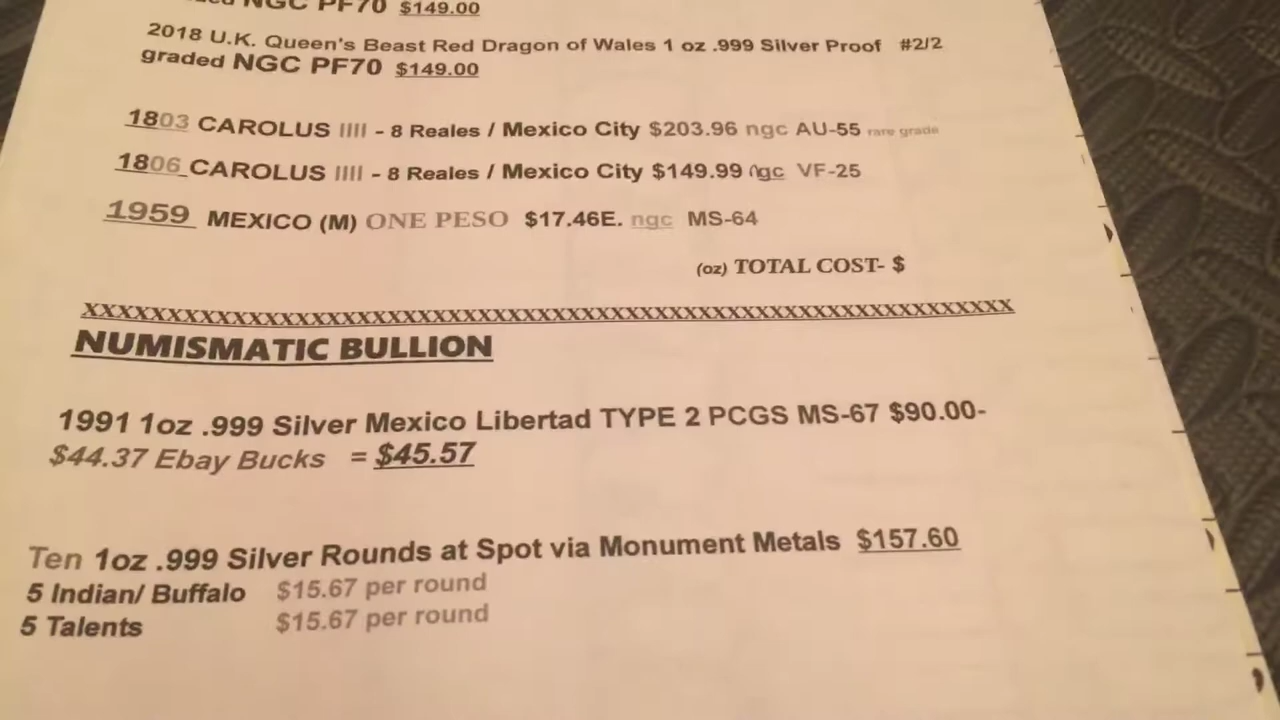 NGC PF70 $149.00
2018 U.K. Queen's Beast Red Dragon of Wales 1 oz .999 Silver Proof #2/2
graded NGC PF70 $149.00
1803 CAROLUS IIII - 8 Reales / Mexico City $203.96 ngc AU-55 rare grade
1806 CAROLUS IIII - 8 Reales / Mexico City $149.99 ngc VF-25
1959 MEXICO (M) ONE PESO $17.46E. ngc MS-64
(oz) TOTAL COST- $
XXXXXXXXXXXXXXXXXXXXXXXXXXXXXXXXXXXXXXXXXXXXXXXXXXXXXXXXXXXXXXXXXXXXXXXXXX
NUMISMATIC BULLION
1991 1oz .999 Silver Mexico Libertad TYPE 2 PCGS MS-67 $90.00-
$44.37 Ebay Bucks = $45.57
Ten 1oz .999 Silver Rounds at Spot via Monument Metals $157.60
5 Indian/ Buffalo $15.67 per round
5 Talents $15.67 per round